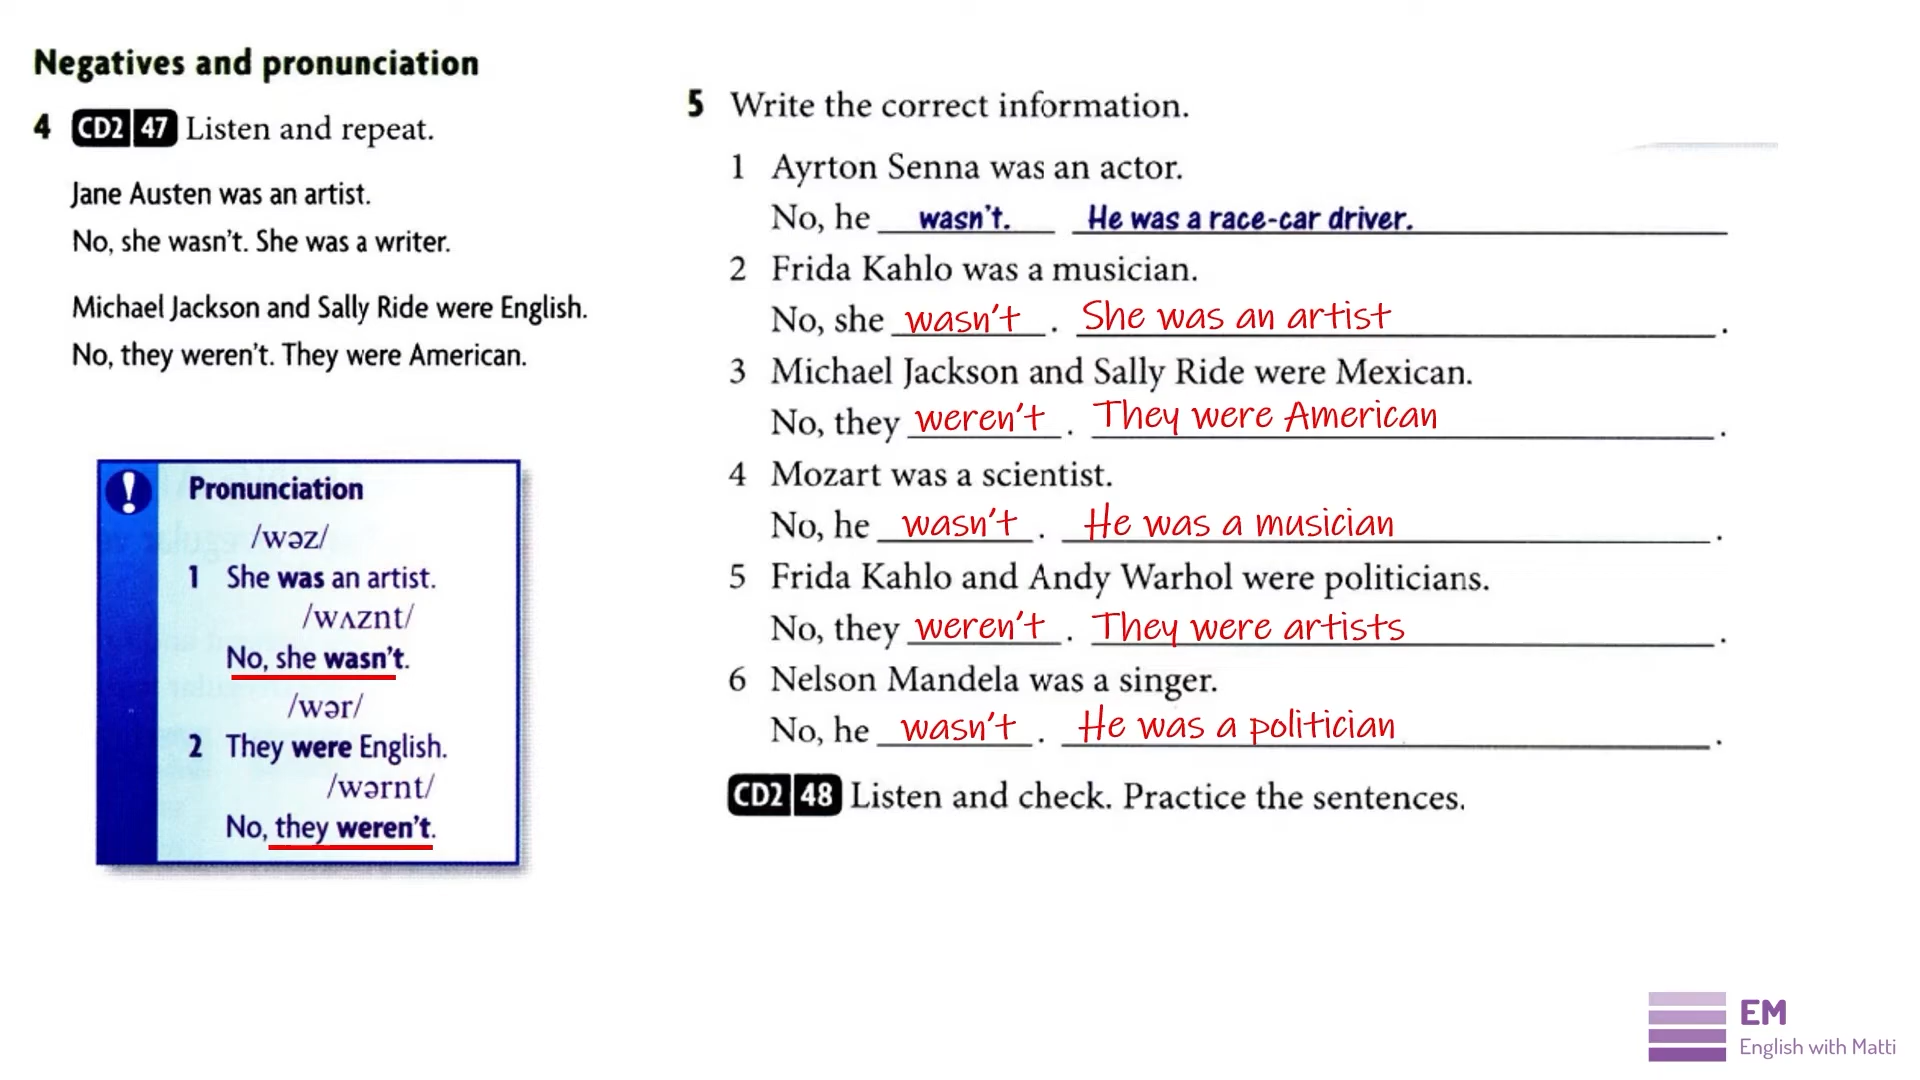 Negatives and pronunciation
4 CD2 47 Listen and repeat.
Jane Austen was an artist.
No, she wasn't. She was a writer.
Michael Jackson and Sally Ride were English.
No, they weren't. They were American.
! Pronunciation
/wəz/
1 She was an artist.
/wʌznt/
No, she wasn't.
/wər/
2 They were English.
/wərnt/
No, they weren't.
5 Write the correct information.
1 Ayrton Senna was an actor.
No, he wasn't. He was a race-car driver.
2 Frida Kahlo was a musician.
No, she wasn't. She was an artist.
3 Michael Jackson and Sally Ride were Mexican.
No, they weren't. They were American.
4 Mozart was a scientist.
No, he wasn't. He was a musician.
5 Frida Kahlo and Andy Warhol were politicians.
No, they weren't. They were artists.
6 Nelson Mandela was a singer.
No, he wasn't. He was a politician.
CD2 48 Listen and check. Practice the sentences.
EM
English with Matti